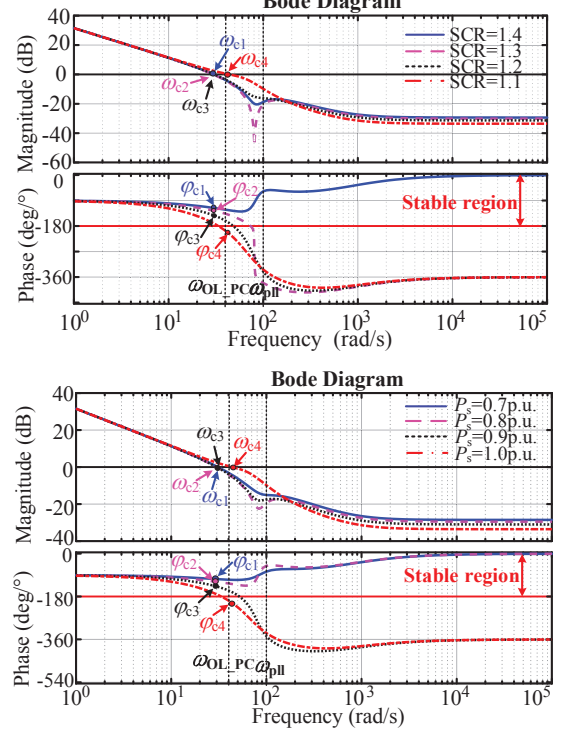 Bode Diagram
40
20
0
-20
-40
-60
Magnitude (dB)
ωc1
ωc4
ωc2
ωc3
SCR=1.4
SCR=1.3
SCR=1.2
SCR=1.1
0
-180
360
Phase (deg/°)
φc1
φc2
φc3
φc4
Stable region
ωOL_PC
ωpll
10^0
10^1
10^2
10^3
10^4
10^5
Frequency (rad/s)
Bode Diagram
40
20
0
-20
-40
Magnitude (dB)
ωc3
ωc4
ωc2
ωc1
Ps=0.7p.u.
Ps=0.8p.u.
Ps=0.9p.u.
Ps=1.0p.u.
0
-180
-360
-540
Phase (deg/°)
φc2
φc1
φc3
φc4
Stable region
ωOL_PC
ωpll
10^0
10^1
10^2
10^3
10^4
10^5
Frequency (rad/s)